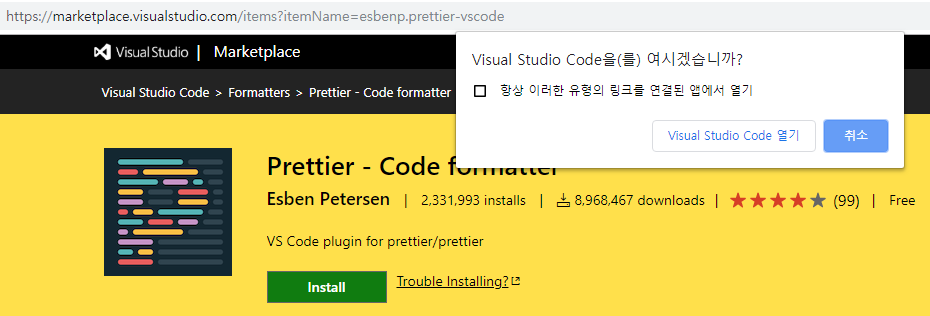 https://marketplace.visualstudio.com/items?itemName=esbenp.prettier-vscode
Visual Studio | Marketplace
Visual Studio Code > Formatters > Prettier - Code formatter
Visual Studio Code을(를) 여시겠습니까?
항상 이러한 유형의 링크를 연결된 앱에서 열기
Visual Studio Code 열기 취소
Prettier - Code formatter
Esben Petersen | 2,331,993 installs | 8,968,467 downloads | (99) | Free
VS Code plugin for prettier/prettier
Install Trouble Installing?